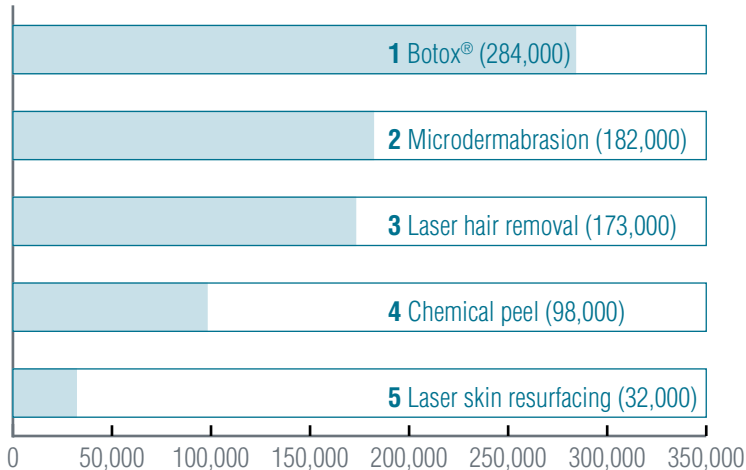 1 Botox® (284,000)
2 Microdermabrasion (182,000)
3 Laser hair removal (173,000)
4 Chemical peel (98,000)
5 Laser skin resurfacing (32,000)
0 50,000 100,000 150,000 200,000 250,000 300,000 350,000